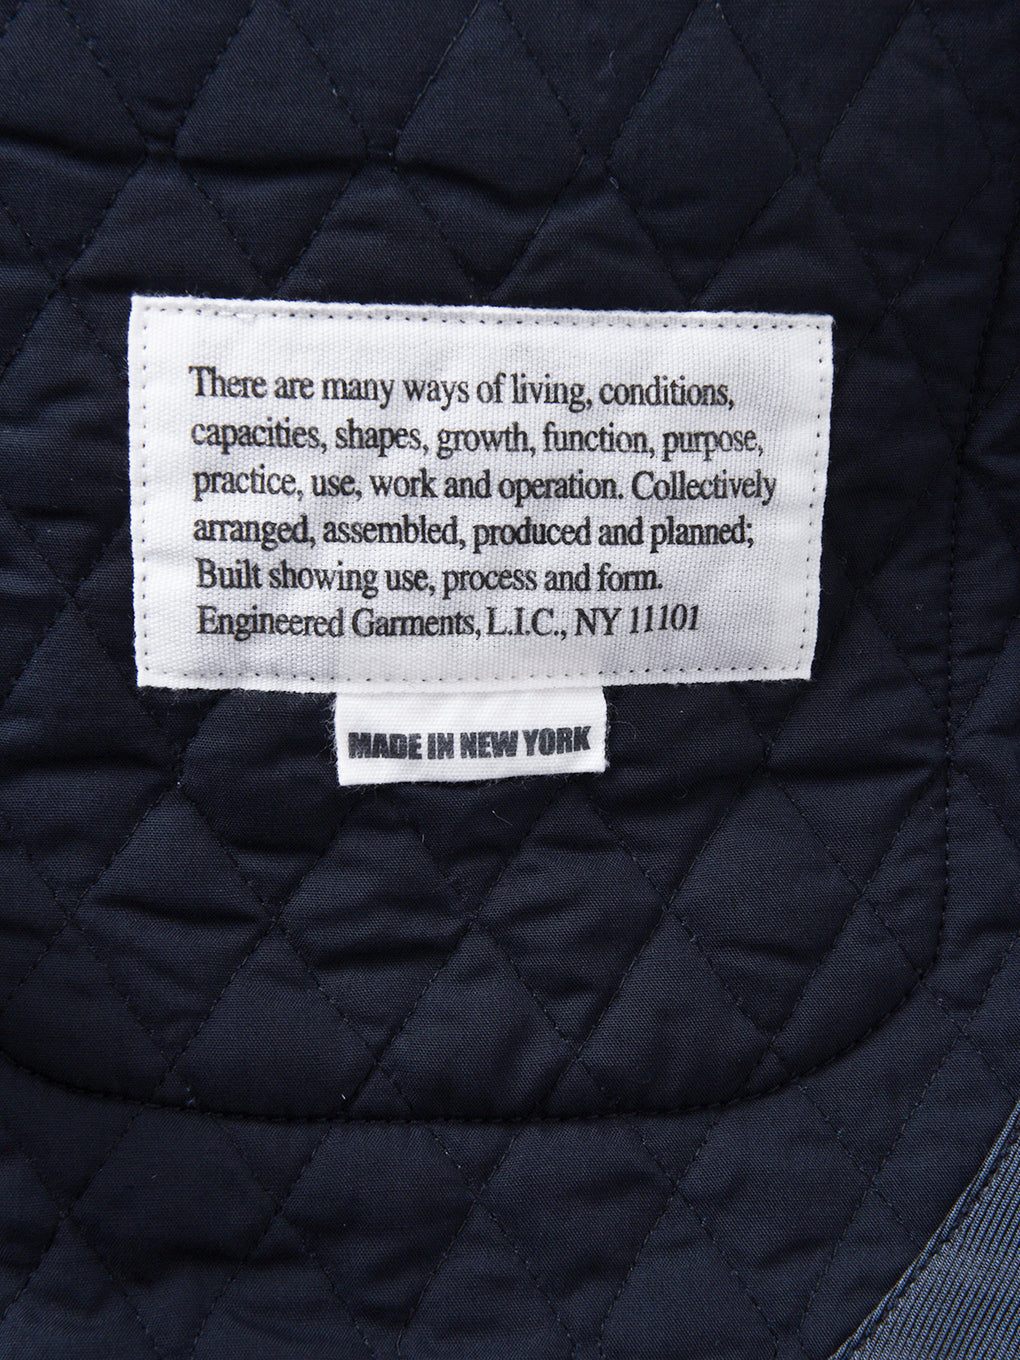 There are many ways of living, conditions,
capacities, shapes, growth, function, purpose,
practice, use, work and operation. Collectively
arranged, assembled, produced and planned;
Built showing use, process and form.
Engineered Garments, L.I.C., NY 11101
MADE IN NEW YORK